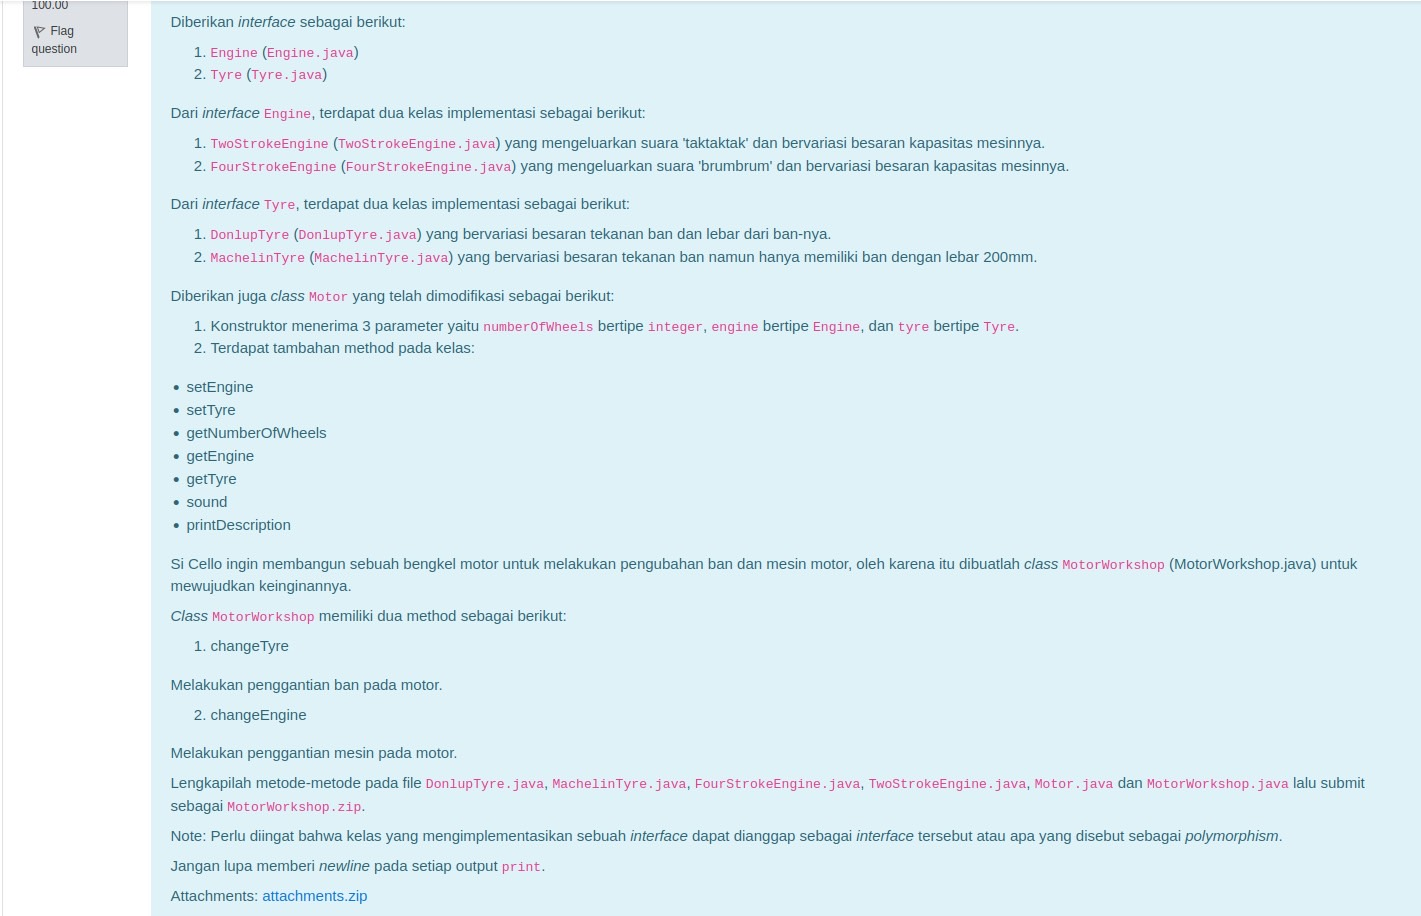 100.00
Flag
question
Diberikan interface sebagai berikut:
1. Engine (Engine.java)
2. Tyre (Tyre.java)
Dari interface Engine, terdapat dua kelas implementasi sebagai berikut:
1. TwoStrokeEngine (TwoStrokeEngine.java) yang mengeluarkan suara 'taktaktak' dan bervariasi besaran kapasitas mesinnya.
2. FourStrokeEngine (FourStrokeEngine.java) yang mengeluarkan suara 'brumbrum' dan bervariasi besaran kapasitas mesinnya.
Dari interface Tyre, terdapat dua kelas implementasi sebagai berikut:
1. DonlupTyre (DonlupTyre.java) yang bervariasi besaran tekanan ban dan lebar dari ban-nya.
2. MachelinTyre (MachelinTyre.java) yang bervariasi besaran tekanan ban namun hanya memiliki ban dengan lebar 200mm.
Diberikan juga class Motor yang telah dimodifikasi sebagai berikut:
1. Konstruktor menerima 3 parameter yaitu numberOfWheels bertipe integer, engine bertipe Engine, dan tyre bertipe Tyre.
2. Terdapat tambahan method pada kelas:
• setEngine
• setTyre
• getNumberOfWheels
• getEngine
• getTyre
• sound
• printDescription
Si Cello ingin membangun sebuah bengkel motor untuk melakukan pengubahan ban dan mesin motor, oleh karena itu dibuatlah class MotorWorkshop (MotorWorkshop.java) untuk
mewujudkan keinginannya.
Class MotorWorkshop memiliki dua method sebagai berikut:
1. changeTyre
Melakukan penggantian ban pada motor.
2. changeEngine
Melakukan penggantian mesin pada motor.
Lengkapilah metode-metode pada file DonlupTyre.java, MachelinTyre.java, FourStrokeEngine.java, TwoStrokeEngine.java, Motor.java dan MotorWorkshop.java lalu submit
sebagai MotorWorkshop.zip.
Note: Perlu diingat bahwa kelas yang mengimplementasikan sebuah interface dapat dianggap sebagai interface tersebut atau apa yang disebut sebagai polymorphism.
Jangan lupa memberi newline pada setiap output print.
Attachments: attachments.zip